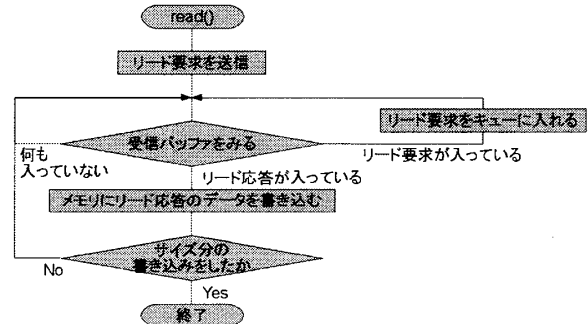 read()
リード要求を送信
リード要求をキューに入れる
受信バッファをみる
何も
入っていない
リード要求が入っている
リード応答が入っている
メモリにリード応答のデータを書き込む
サイズ分の
書き込みをしたか
No
Yes
終了